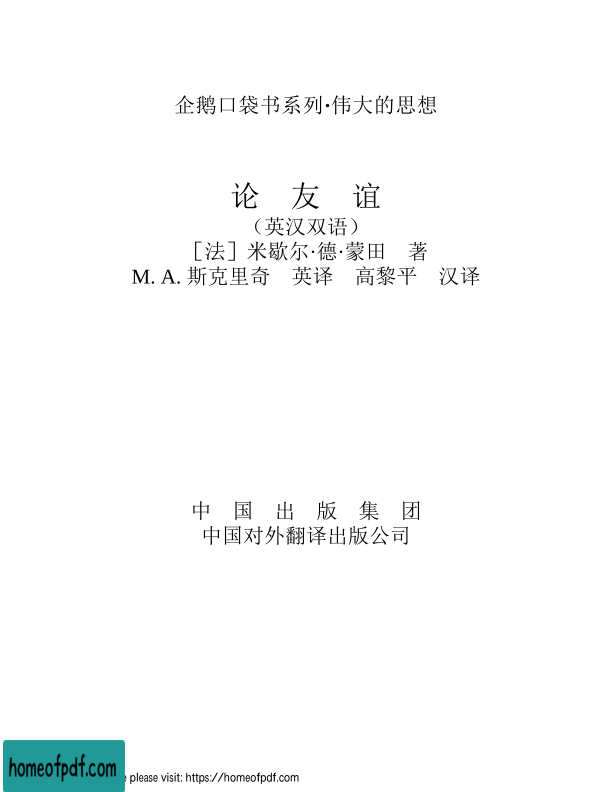 企鹅口袋书系列·伟大的思想
论 友 谊
（英汉双语）
［法］米歇尔·德·蒙田 著
M. A. 斯克里奇 英译 高黎平 汉译
中 国 出 版 集 团
中国对外翻译出版公司
homeofpdf.com
please visit: https://homeofpdf.com